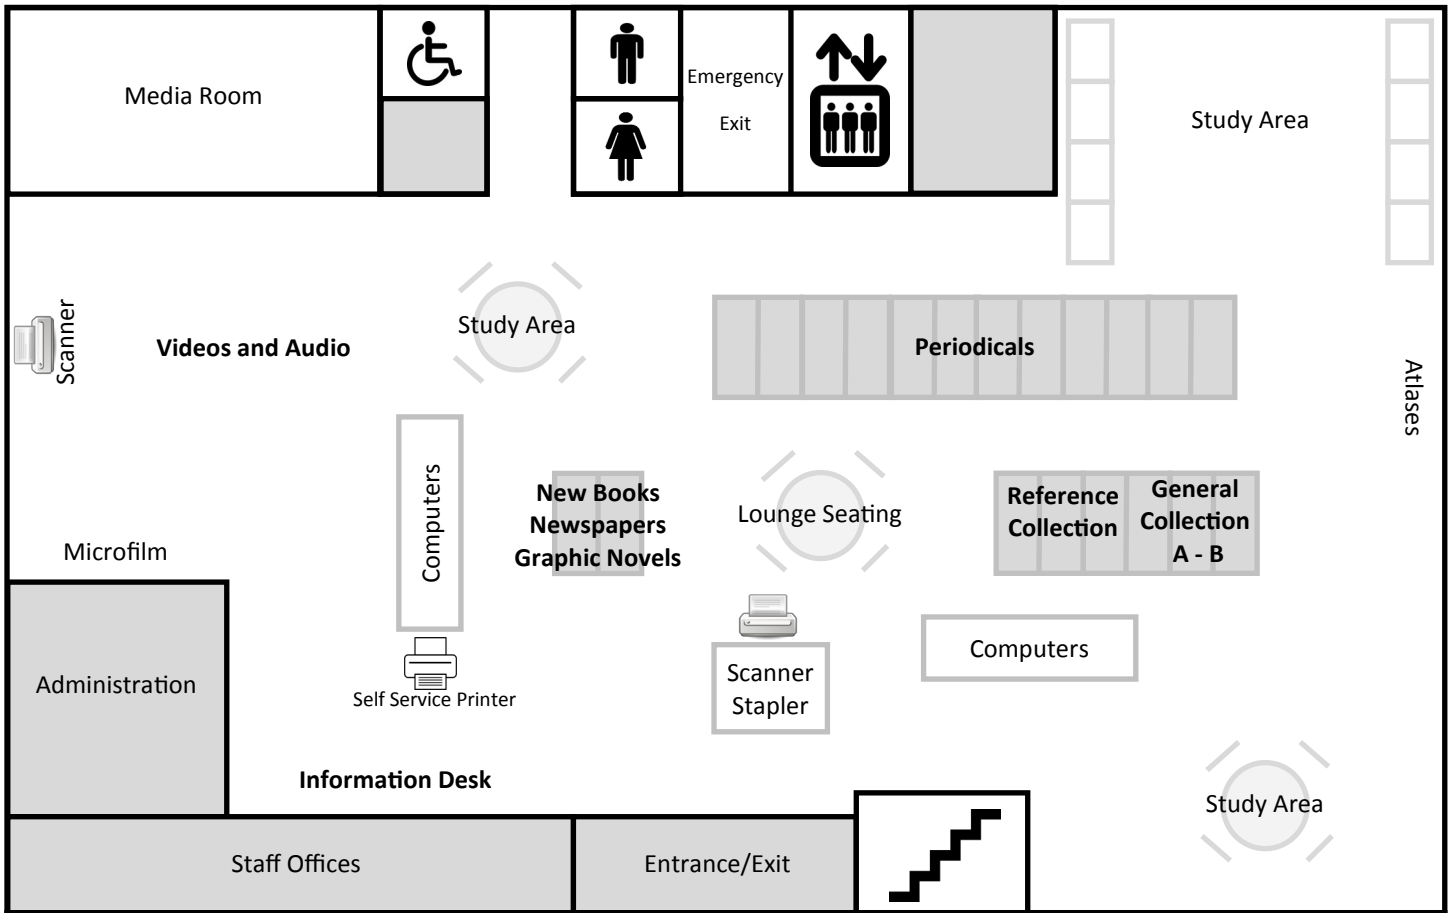 Media Room
Emergency
Exit
Study Area
Scanner
Videos and Audio
Study Area
Periodicals
Atlases
Computers
New Books
Newspapers
Graphic Novels
Lounge Seating
Reference
Collection
General
Collection
A - B
Microfilm
Administration
Self Service Printer
Scanner
Stapler
Computers
Information Desk
Study Area
Staff Offices
Entrance/Exit